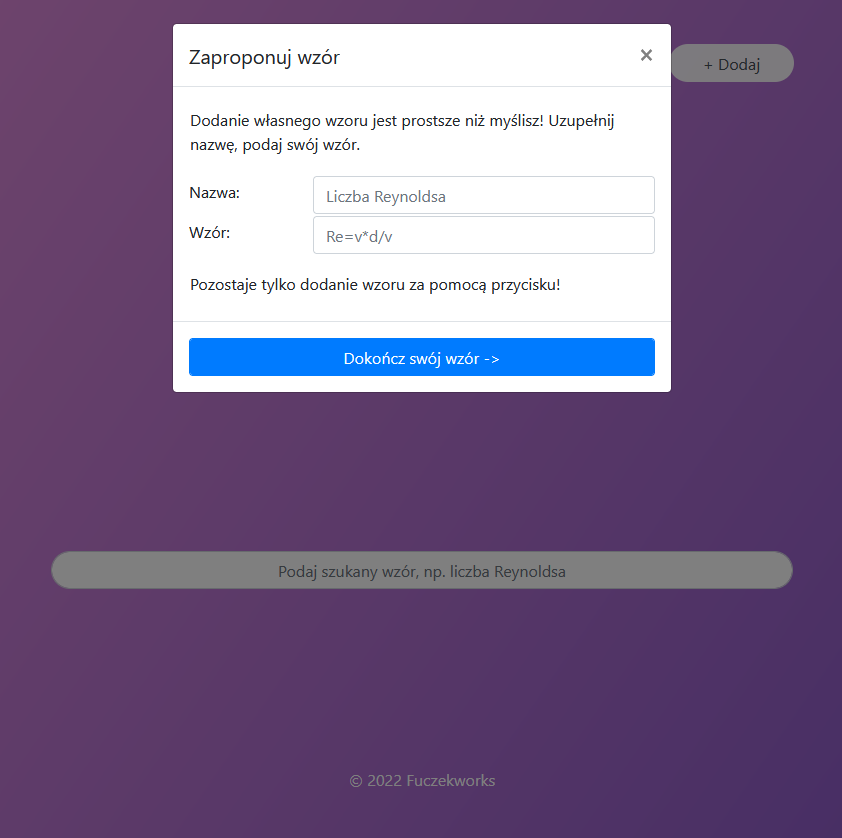 Zaproponuj wzór
×
+ Dodaj
Dodanie własnego wzoru jest prostsze niż myślisz! Uzupełnij
nazwę, podaj swój wzór.
Nazwa:
Liczba Reynoldsa
Wzór:
Re=v*d/v
Pozostaje tylko dodanie wzoru za pomocą przycisku!
Dokończ swój wzór ->
Podaj szukany wzór, np. liczba Reynoldsa
© 2022 Fuczekworks